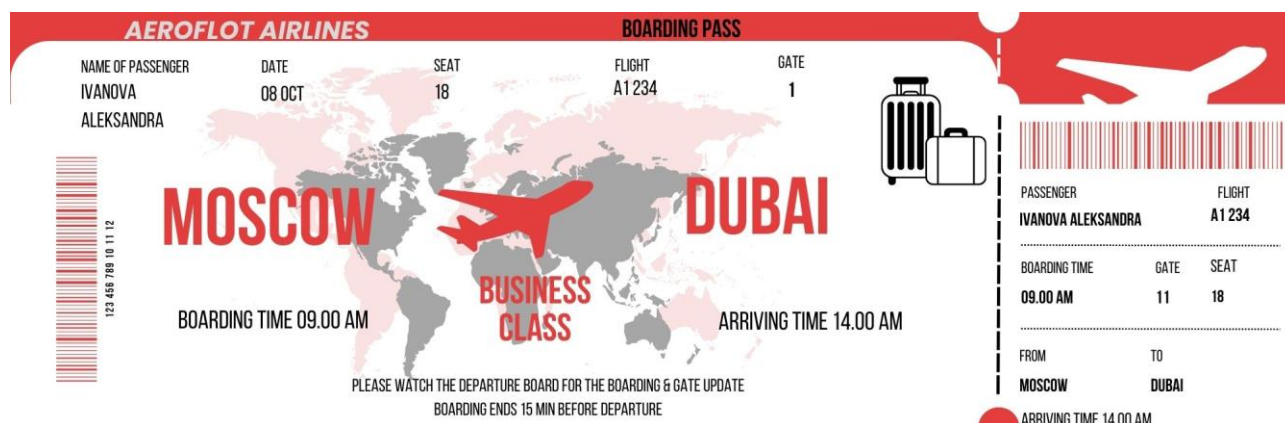 AEROFLOT AIRLINES
BOARDING PASS
NAME OF PASSENGER DATE SEAT FLIGHT GATE
IVANOVA 08 OCT 18 A1 234 1
ALEKSANDRA
MOSCOW DUBAI
123 456 789 10 11 12
BUSINESS
CLASS
BOARDING TIME 09.00 AM
ARRIVING TIME 14.00 AM
PLEASE WATCH THE DEPARTURE BOARD FOR THE BOARDING & GATE UPDATE
BOARDING ENDS 15 MIN BEFORE DEPARTURE
PASSENGER FLIGHT
IVANOVA ALEKSANDRA A1 234
BOARDING TIME GATE SEAT
09.00 AM 11 18
FROM TO
MOSCOW DUBAI
ARRIVING TIME 14.00 AM